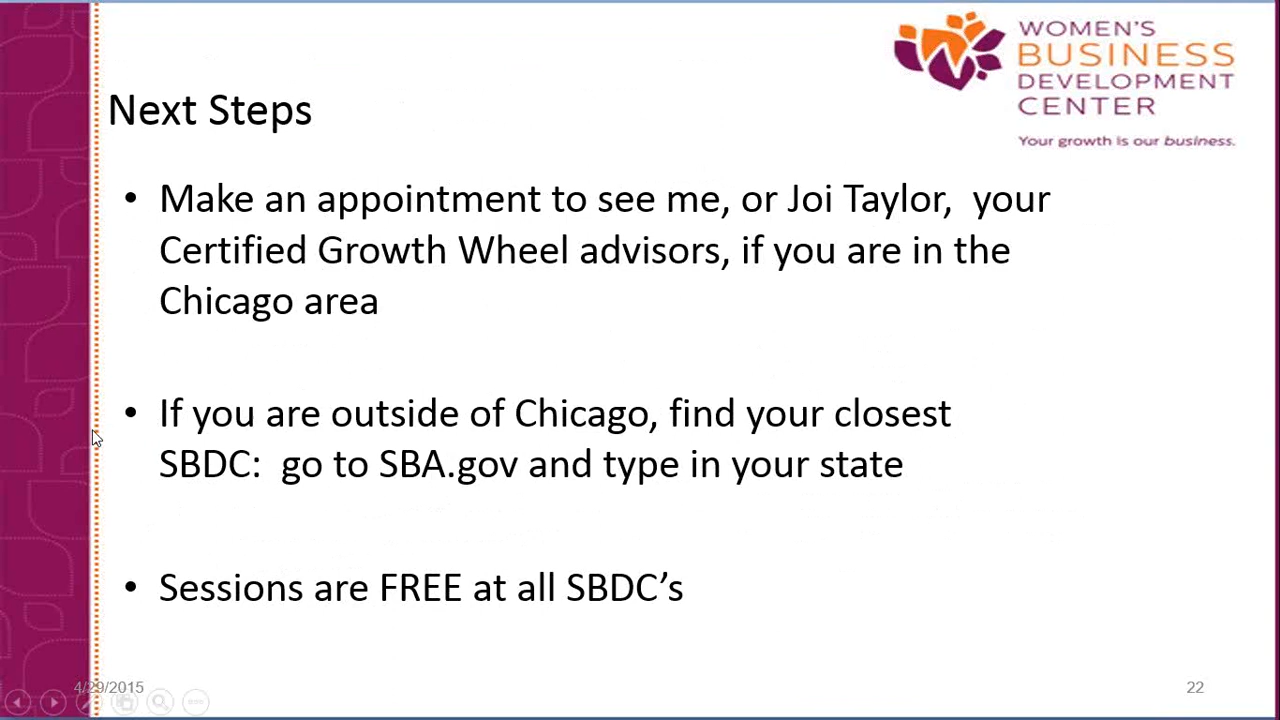 WOMEN'S
BUSINESS
DEVELOPMENT
CENTER
Your growth is our business.
Next Steps
• Make an appointment to see me, or Joi Taylor,  your
Certified Growth Wheel advisors, if you are in the
Chicago area
• If you are outside of Chicago, find your closest
SBDC:  go to SBA.gov and type in your state
• Sessions are FREE at all SBDC’s
4/29/2015
22